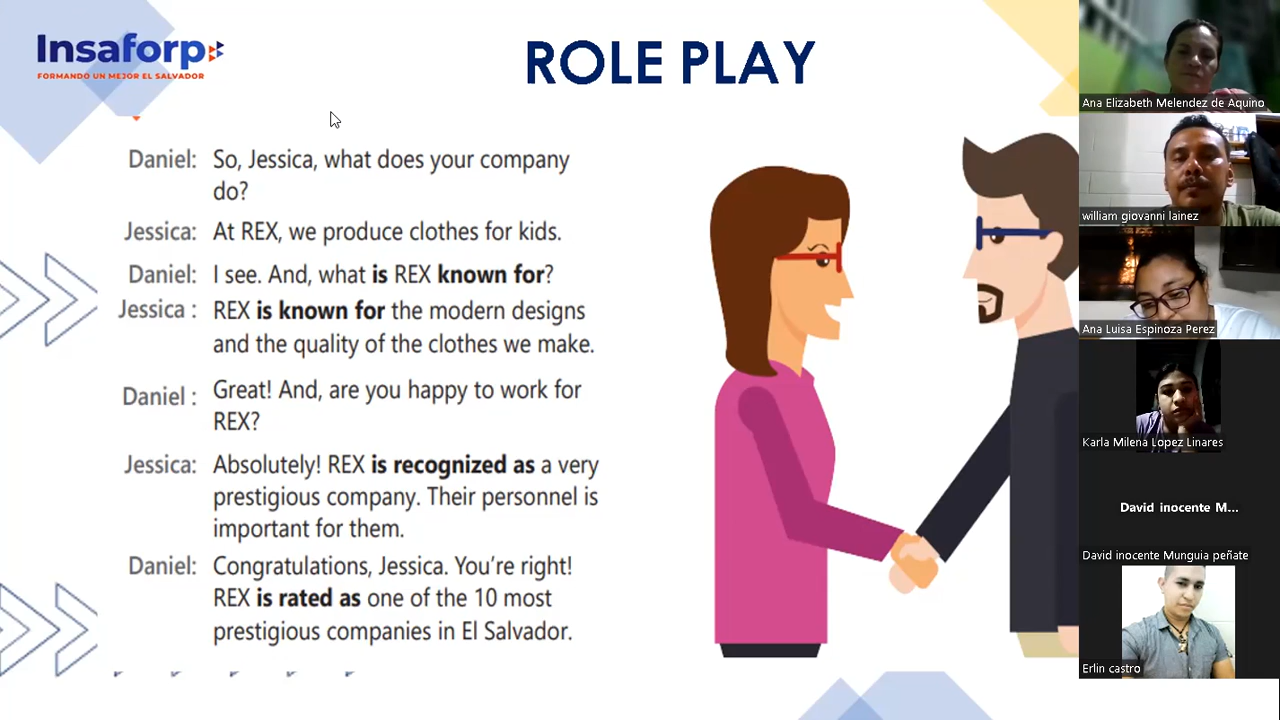 Insaforp
FORMANDO UN MEJOR EL SALVADOR
ROLE PLAY
Daniel: So, Jessica, what does your company
do?
Jessica: At REX, we produce clothes for kids.
Daniel: I see. And, what is REX known for?
Jessica : REX is known for the modern designs
and the quality of the clothes we make.
Daniel : Great! And, are you happy to work for
REX?
Jessica: Absolutely! REX is recognized as a very
prestigious company. Their personnel is
important for them.
Daniel: Congratulations, Jessica. You're right!
REX is rated as one of the 10 most
prestigious companies in El Salvador.
Ana Elizabeth Melendez de Aquino
william giovanni lainez
Ana Luisa Espinoza Perez
Karla Milena Lopez Linares
David inocente M...
David inocente Munguia peñate
Erlin castro